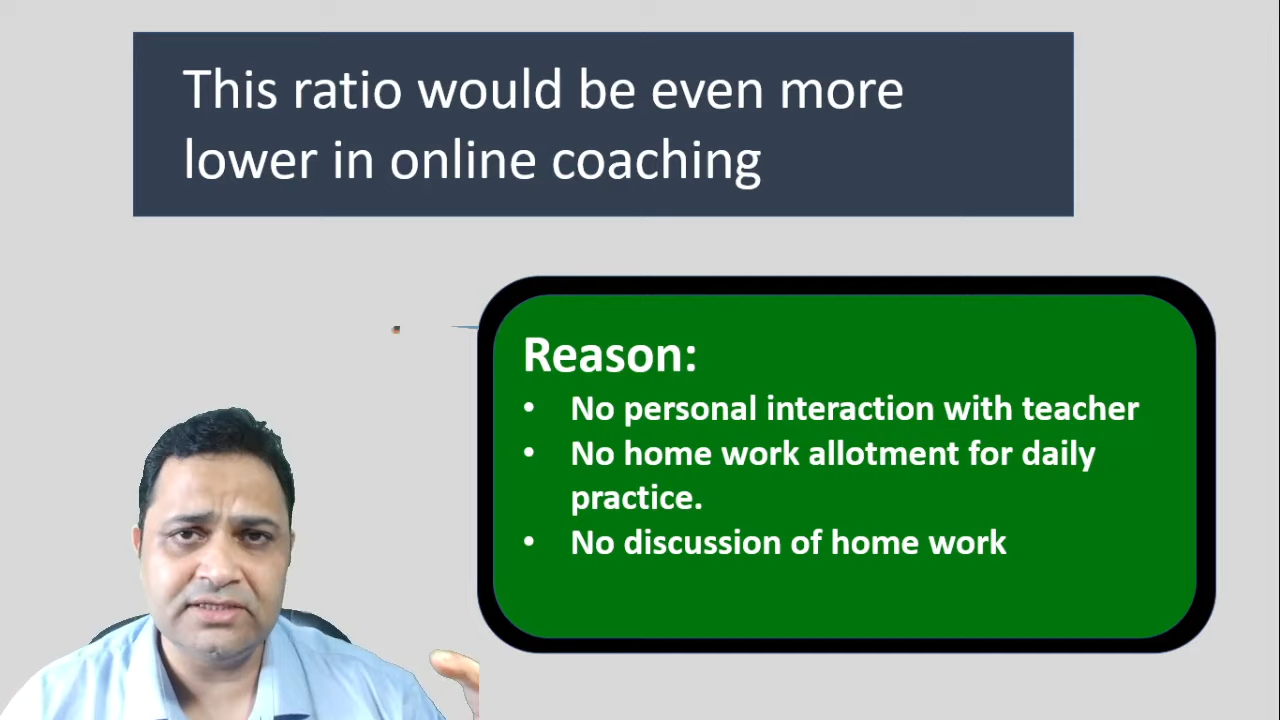 This ratio would be even more
lower in online coaching
Reason:
• No personal interaction with teacher
• No home work allotment for daily
practice.
• No discussion of home work